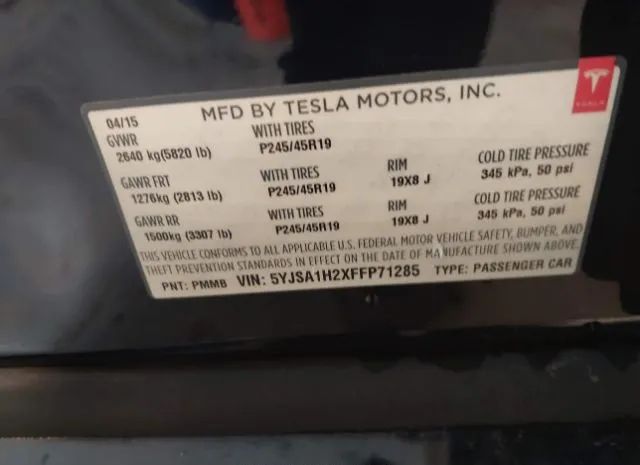 04/15 MFD BY TESLA MOTORS, INC.
TESLA
GVWR WITH TIRES
2640 kg(5820 lb) P245/45R19
GAWR FRT WITH TIRES RIM COLD TIRE PRESSURE
1276kg (2813 lb) P245/45R19 19X8 J 345 kPa, 50 psi
GAWR RR WITH TIRES RIM COLD TIRE PRESSURE
1500kg (3307 lb) P245/45R19 19X8 J 345 kPa, 50 psi
THIS VEHICLE CONFORMS TO ALL APPLICABLE U.S. FEDERAL MOTOR VEHICLE SAFETY, BUMPER, AND
THEFT PREVENTION STANDARDS IN EFFECT ON THE DATE OF MANUFACTURE SHOWN ABOVE.
PNT: PMMB VIN: 5YJSA1H2XFFP71285 TYPE: PASSENGER CAR